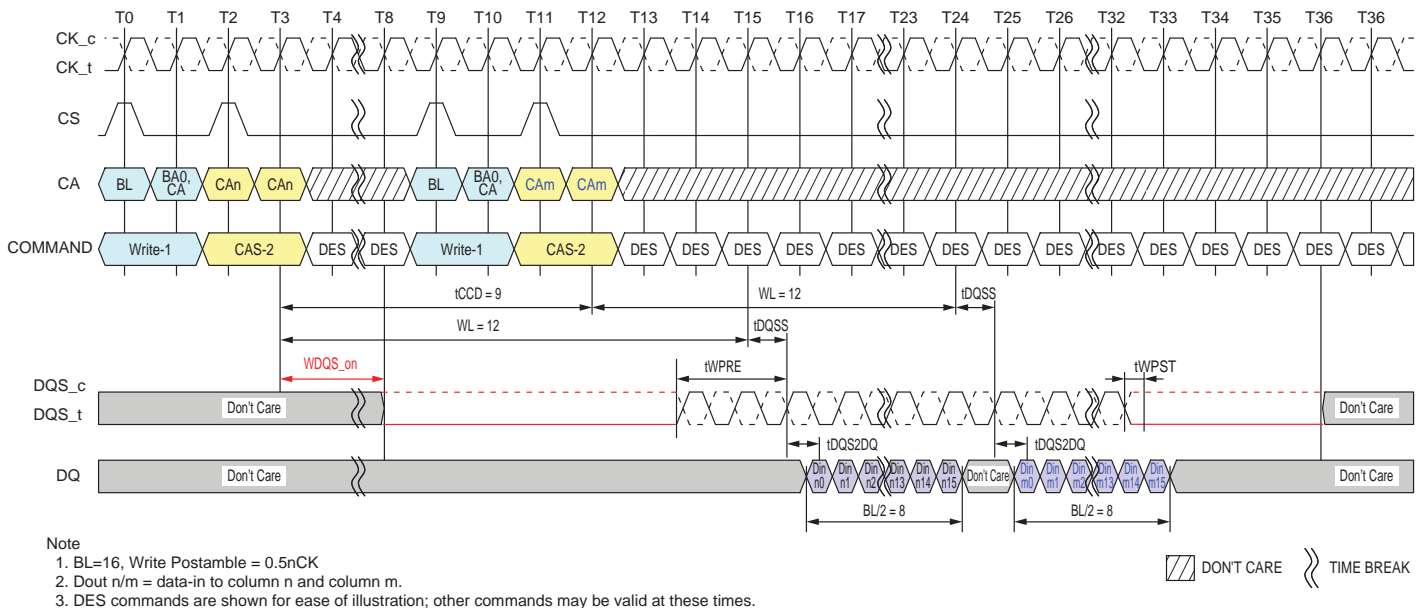 T0 T1 T2 T3 T4 T8 T9 T10 T11 T12 T13 T14 T15 T16 T17 T23 T24 T25 T26 T32 T33 T34 T35 T36 T36
CK_c
CK_t
CS
CA BL BA0, CA CAn CAn BL BA0, CA CAm CAm
COMMAND Write-1 CAS-2 DES DES Write-1 CAS-2 DES DES DES DES DES DES DES DES DES DES DES DES DES DES DES
tCCD = 9 WL = 12 tDQSS
WL = 12 tDQSS
WDQS_on tWPRE tWPST
DQS_c
DQS_t Don't Care Don't Care
tDQS2DQ tDQS2DQ
DQ Don't Care Din n0 Din n1 Din n2 Din n13 Din n14 Din n15 Don't Care Din m0 Din m1 Din m2 Din m13 Din m14 Din m15 Don't Care
BL/2 = 8 BL/2 = 8
Note
1. BL=16, Write Postamble = 0.5nCK
2. Dout n/m = data-in to column n and column m.
3. DES commands are shown for ease of illustration; other commands may be valid at these times.
DON'T CARE TIME BREAK